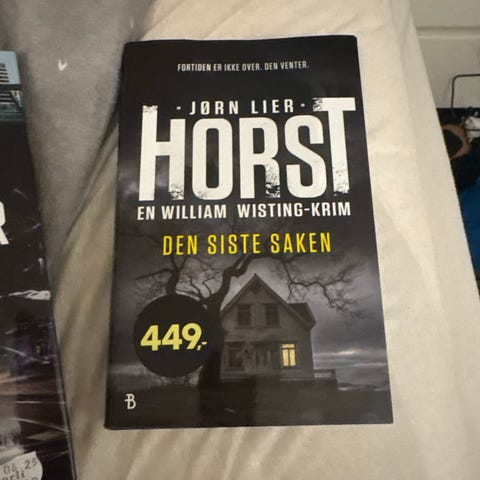 FORTIDEN ER IKKE OVER. DEN VENTER.
· JØRN LIER ·
HORST
EN WILLIAM WISTING-KRIM
DEN SISTE SAKEN
449,-
B
R